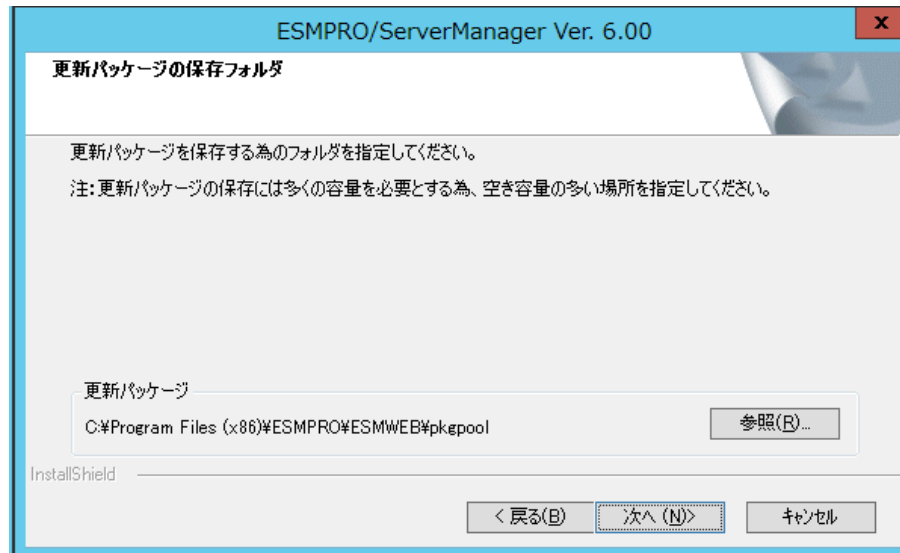 ESMPRO/ServerManager Ver. 6.00
x
更新パッケージの保存フォルダ
更新パッケージを保存する為のフォルダを指定してください。
注:更新パッケージの保存には多くの容量を必要とする為、空き容量の多い場所を指定してください。
更新パッケージ
C:¥Program Files (x86)¥ESMPRO¥ESMWEB¥pkgpool
参照(R)...
InstallShield
< 戻る(B)
次へ (N)>
キャンセル